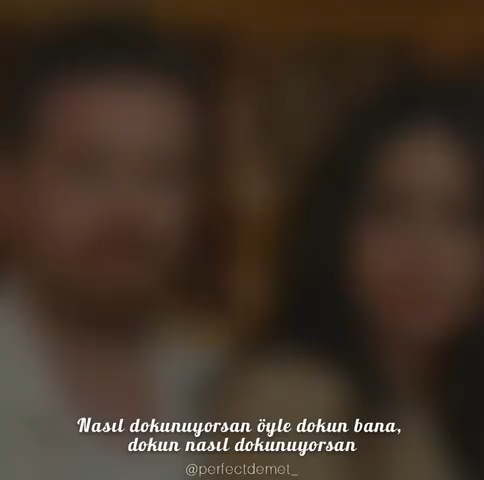 Nasıl dokunuyorsan öyle dokun bana,
dokun nasıl dokunuyorsan
@perfectdemet_